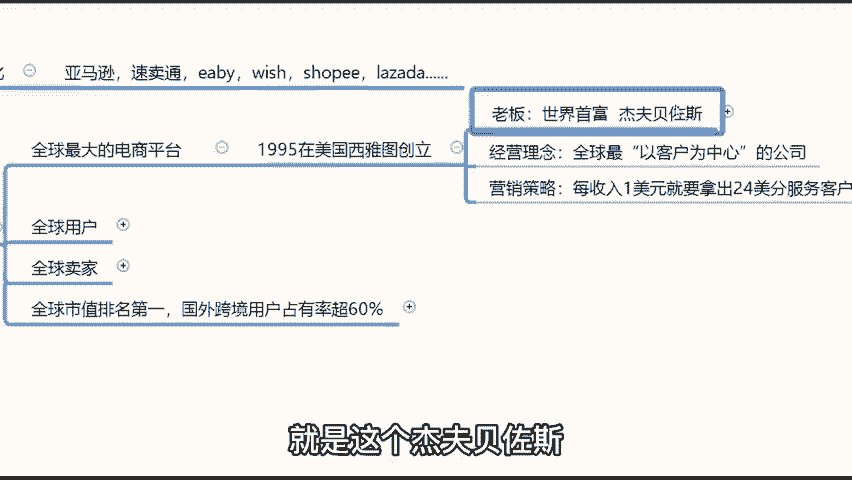 亚马逊，速卖通，eaby，wish，shopee，lazada......
老板：世界首富 杰夫贝佐斯
全球最大的电商平台
1995在美国西雅图创立
经营理念：全球最“以客户为中心”的公司
营销策略：每收入1美元就要拿出24美分服务客户
全球用户
全球卖家
全球市值排名第一，国外跨境用户占有率超60%
就是这个杰夫贝佐斯